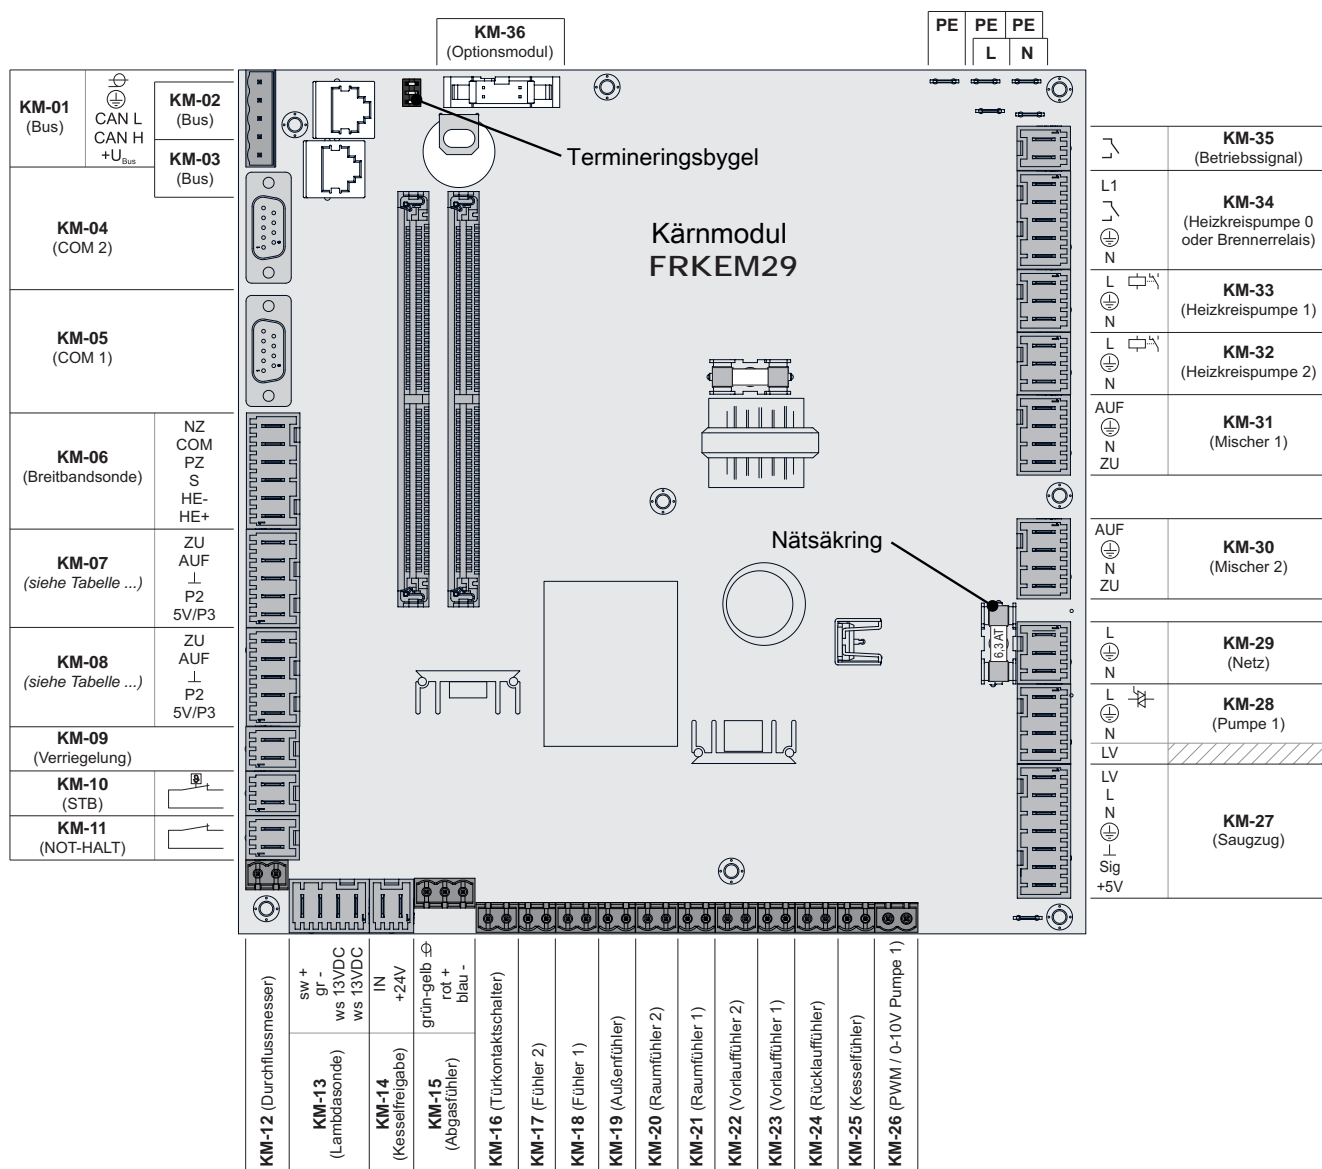 KM-36
(Optionsmodul)
PE PE PE
L N
KM-01
(Bus)
CAN L
CAN H
+U Bus
KM-02
(Bus)
KM-03
(Bus)
KM-04
(COM 2)
KM-05
(COM 1)
KM-06
(Breitbandsonde)
NZ
COM
PZ
S
HE-
HE+
KM-07
(siehe Tabelle ...)
ZU
AUF
P2
5V/P3
KM-08
(siehe Tabelle ...)
ZU
AUF
P2
5V/P3
KM-09
(Verriegelung)
KM-10
(STB)
KM-11
(NOT-HALT)
Termineringsbygel
Kärnmodul
FRKEM29
Nätsäkring
6,3 AT
KM-35
(Betriebssignal)
L1
N
KM-34
(Heizkreispumpe 0
oder Brennerrelais)
L
N
KM-33
(Heizkreispumpe 1)
L
N
KM-32
(Heizkreispumpe 2)
AUF
N
ZU
KM-31
(Mischer 1)
AUF
N
ZU
KM-30
(Mischer 2)
L
N
KM-29
(Netz)
L
N
LV
KM-28
(Pumpe 1)
LV
L
N
Sig
+5V
KM-27
(Saugzug)
KM-12 (Durchflussmesser)
sw +
gr -
ws 13VDC
ws 13VDC
KM-13
(Lambdasonde)
IN
+24V
KM-14
(Kesselfreigabe)
grün-gelb
rot +
blau -
KM-15
(Abgasfühler)
KM-16 (Türkontaktschalter)
KM-17 (Fühler 2)
KM-18 (Fühler 1)
KM-19 (Außenfühler)
KM-20 (Raumfühler 2)
KM-21 (Raumfühler 1)
KM-22 (Vorlauffühler 2)
KM-23 (Vorlauffühler 1)
KM-24 (Rücklauffühler)
KM-25 (Kesselfühler)
KM-26 (PWM / 0-10V Pumpe 1)